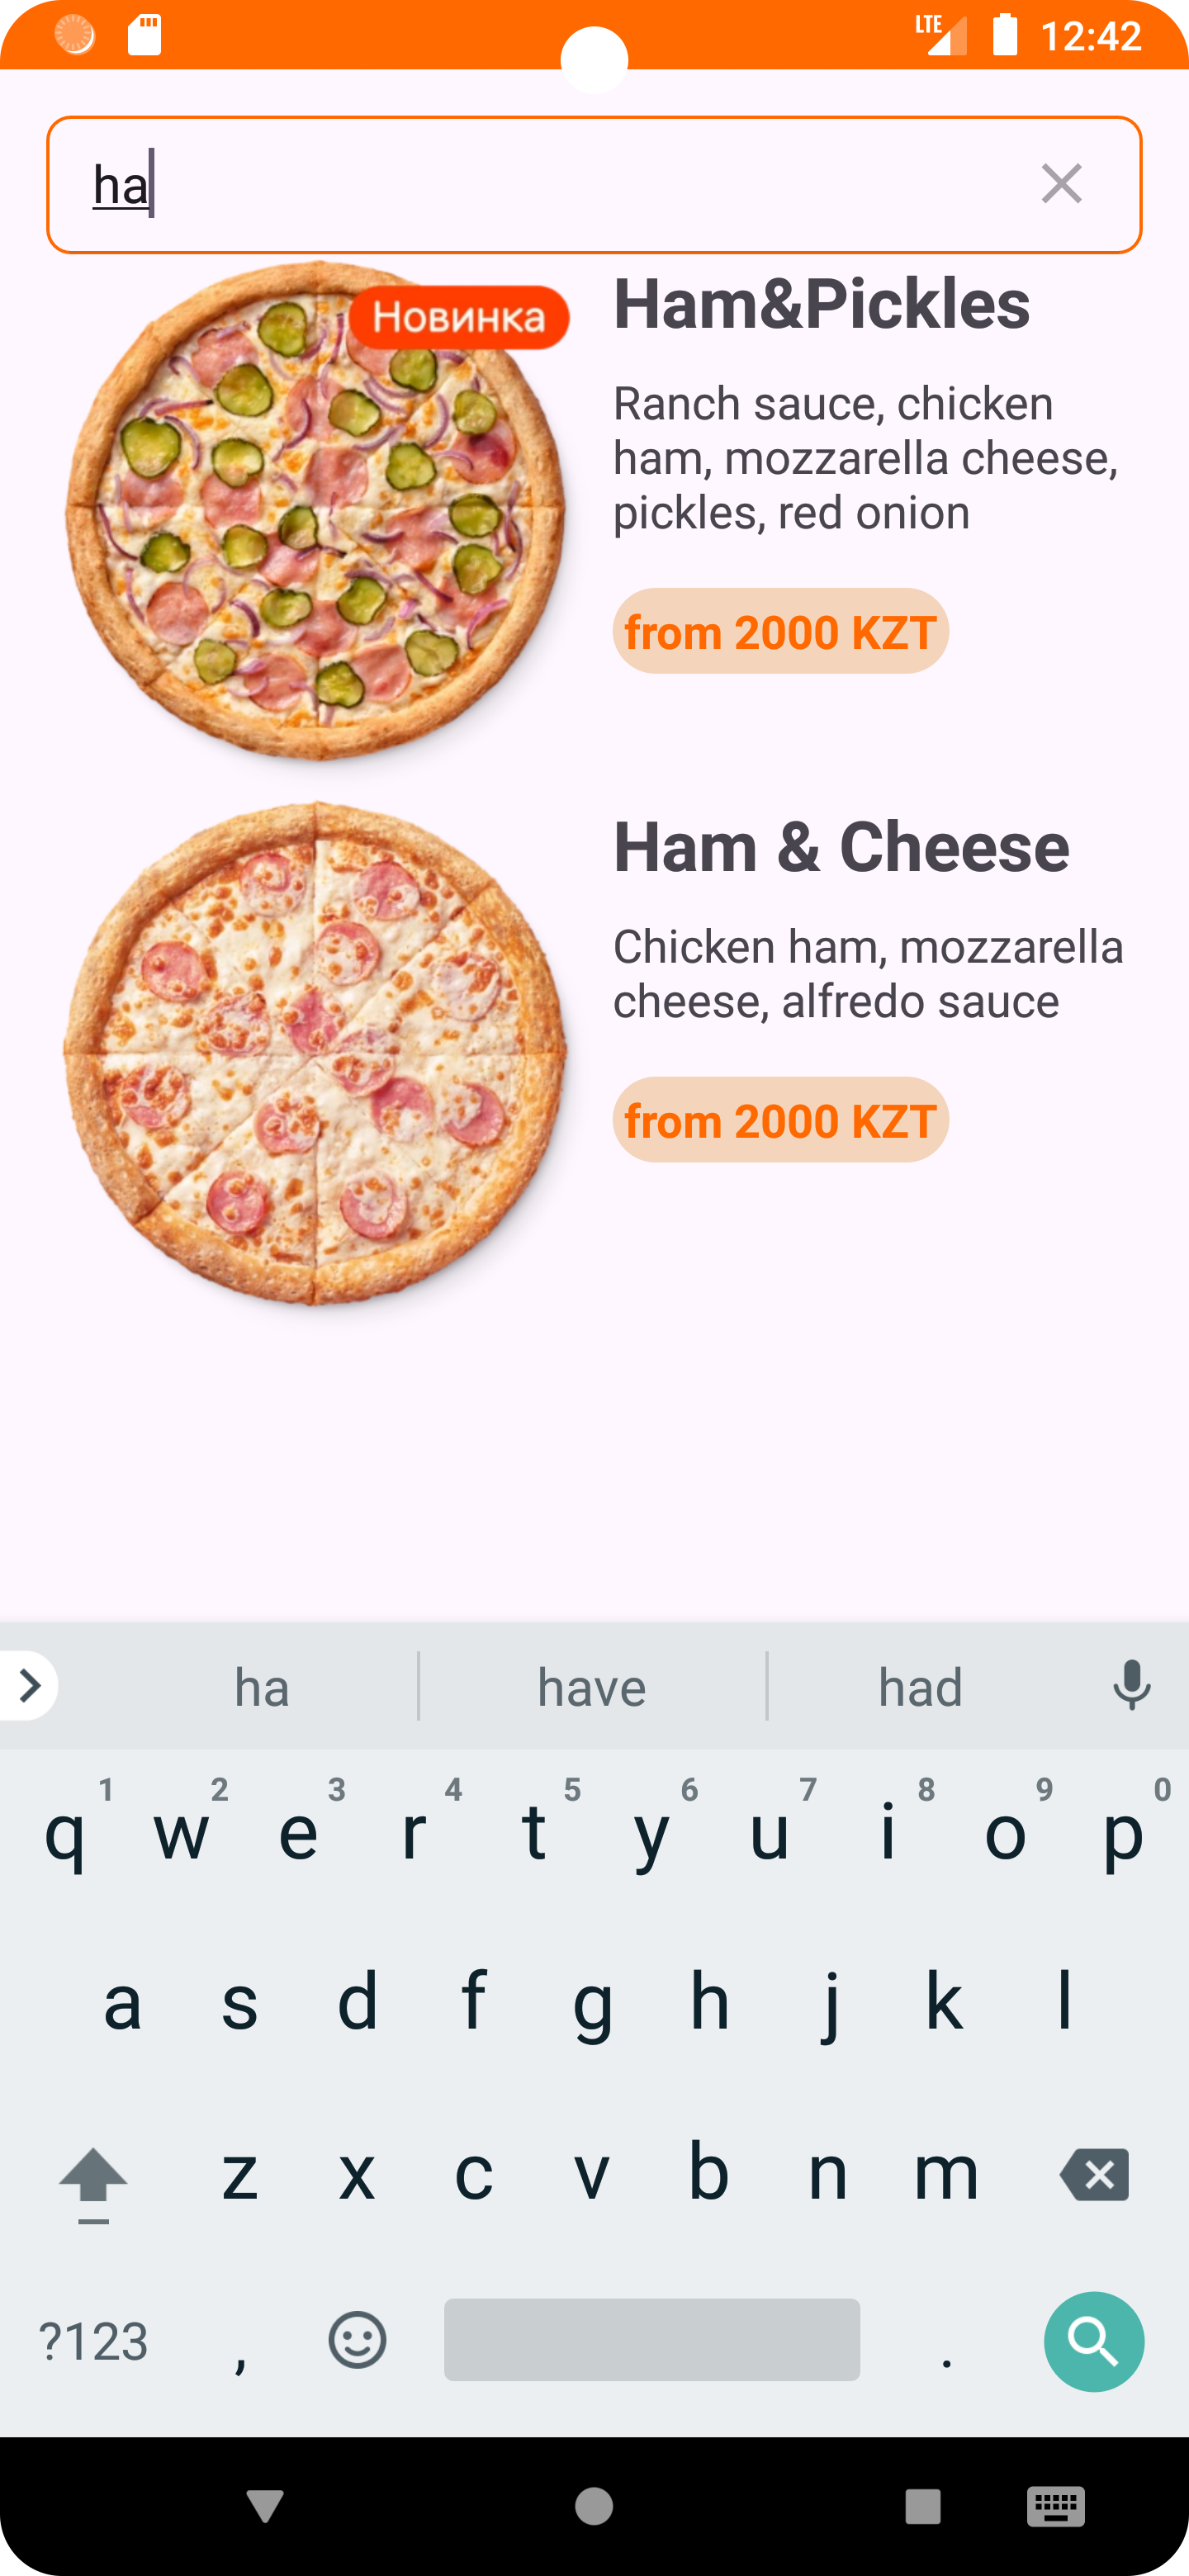 LTE 12:42
ha
Новинка
Ham&Pickles
Ranch sauce, chicken
ham, mozzarella cheese,
pickles, red onion
from 2000 KZT
Ham & Cheese
Chicken ham, mozzarella
cheese, alfredo sauce
from 2000 KZT
ha have had
1 2 3 4 5 6 7 8 9 0
q w e r t y u i o p
a s d f g h j k l
z x c v b n m
?123 , .